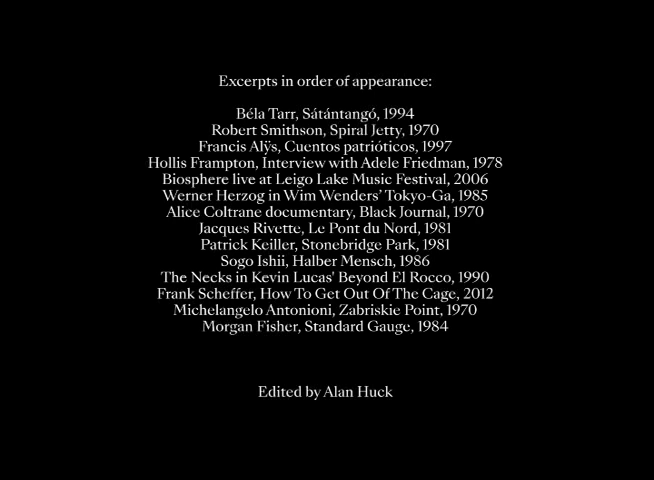 Excerpts in order of appearance:
Béla Tarr, Sátántangó, 1994
Robert Smithson, Spiral Jetty, 1970
Francis Alÿs, Cuentos patrióticos, 1997
Hollis Frampton, Interview with Adele Friedman, 1978
Biosphere live at Leigo Lake Music Festival, 2006
Werner Herzog in Wim Wenders' Tokyo-Ga, 1985
Alice Coltrane documentary, Black Journal, 1970
Jacques Rivette, Le Pont du Nord, 1981
Patrick Keiller, Stonebridge Park, 1981
Sogo Ishii, Halber Mensch, 1986
The Necks in Kevin Lucas' Beyond El Rocco, 1990
Frank Scheffer, How To Get Out Of The Cage, 2012
Michelangelo Antonioni, Zabriskie Point, 1970
Morgan Fisher, Standard Gauge, 1984
Edited by Alan Huck